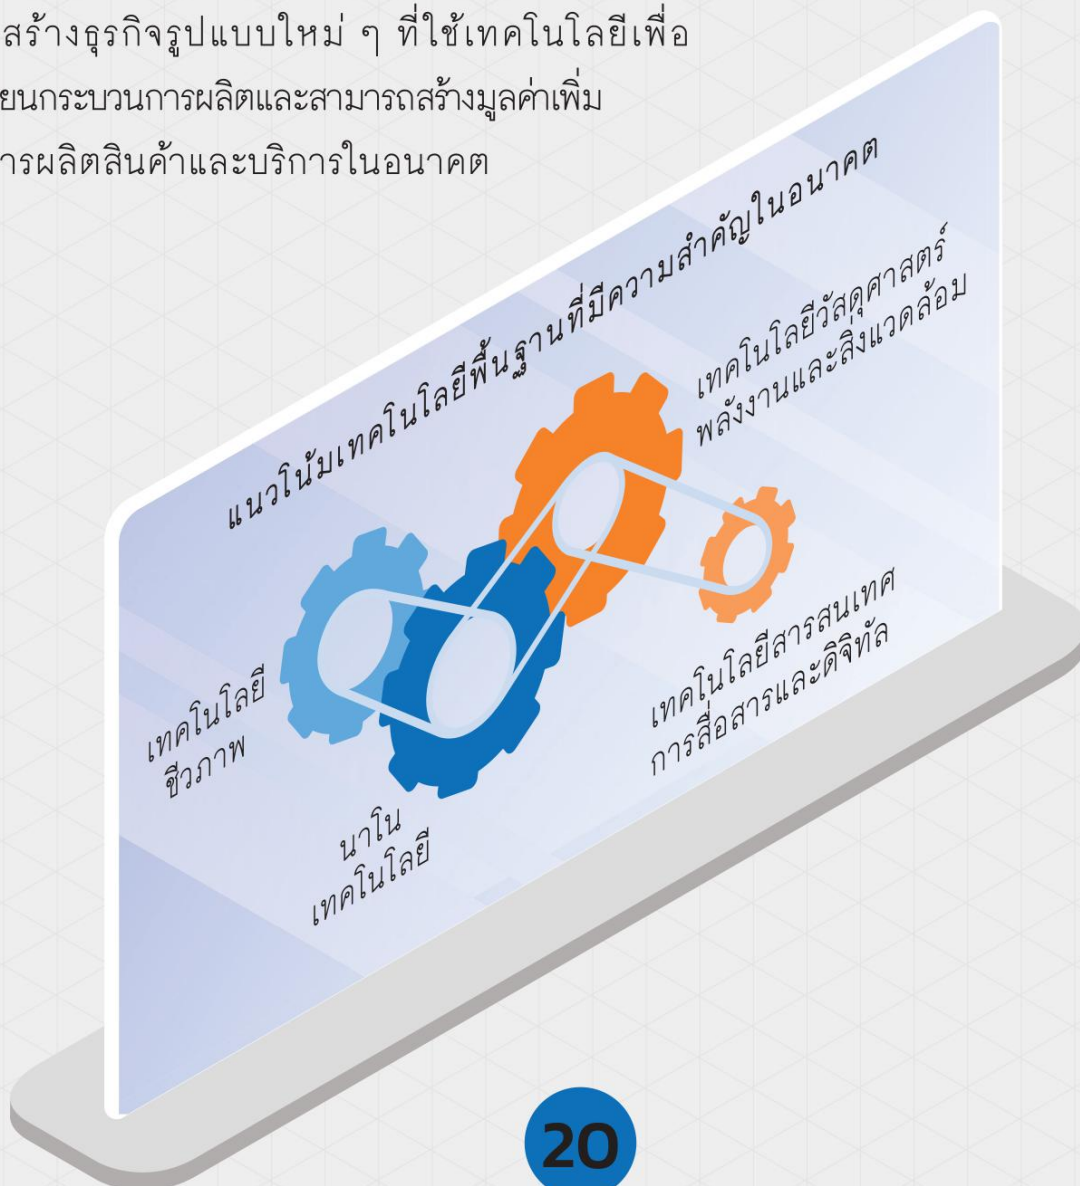 สร้างธุรกิจรูปแบบใหม่ ๆ ที่ใช้เทคโนโลยีเพื่อ
ยนกระบวนการผลิตและสามารถสร้างมูลค่าเพิ่ม
ารผลิตสินค้าและบริการในอนาคต
แนวโน้มเทคโนโลยีพื้นฐานที่มีความสำคัญในอนาคต
เทคโนโลยีวัสดุศาสตร์
พลังงานและสิ่งแวดล้อม
เทคโนโลยี
ชีวภาพ
นาโน
เทคโนโลยี
เทคโนโลยีสารสนเทศ
การสื่อสารและดิจิทัล
20